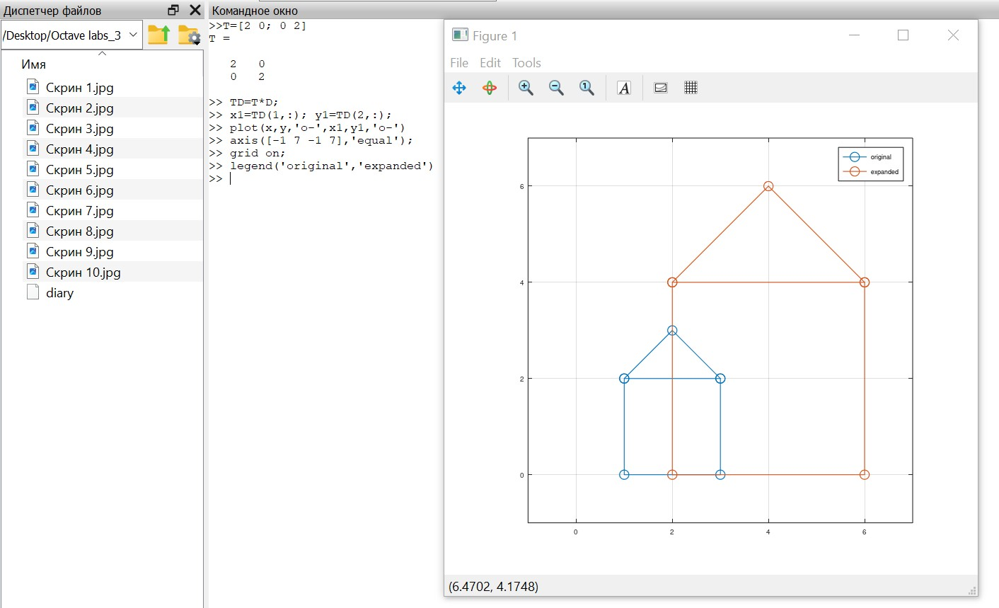 Диспетчер файлов
/Desktop/Octave labs_3
Имя
Скрин 1.jpg
Скрин 2.jpg
Скрин 3.jpg
Скрин 4.jpg
Скрин 5.jpg
Скрин 6.jpg
Скрин 7.jpg
Скрин 8.jpg
Скрин 9.jpg
Скрин 10.jpg
diary
Командное окно
>>T=[2 0; 0 2]
T =
2 0
0 2
>> TD=T*D;
>> x1=TD(1,:); y1=TD(2,:);
>> plot(x,y,'o-',x1,y1,'o-')
>> axis([-1 7 -1 7],'equal');
>> grid on;
>> legend('original','expanded')
>>
Figure 1
File Edit Tools
1 A
original
expanded
6
4
2
0
0 2 4 6
(6.4702, 4.1748)